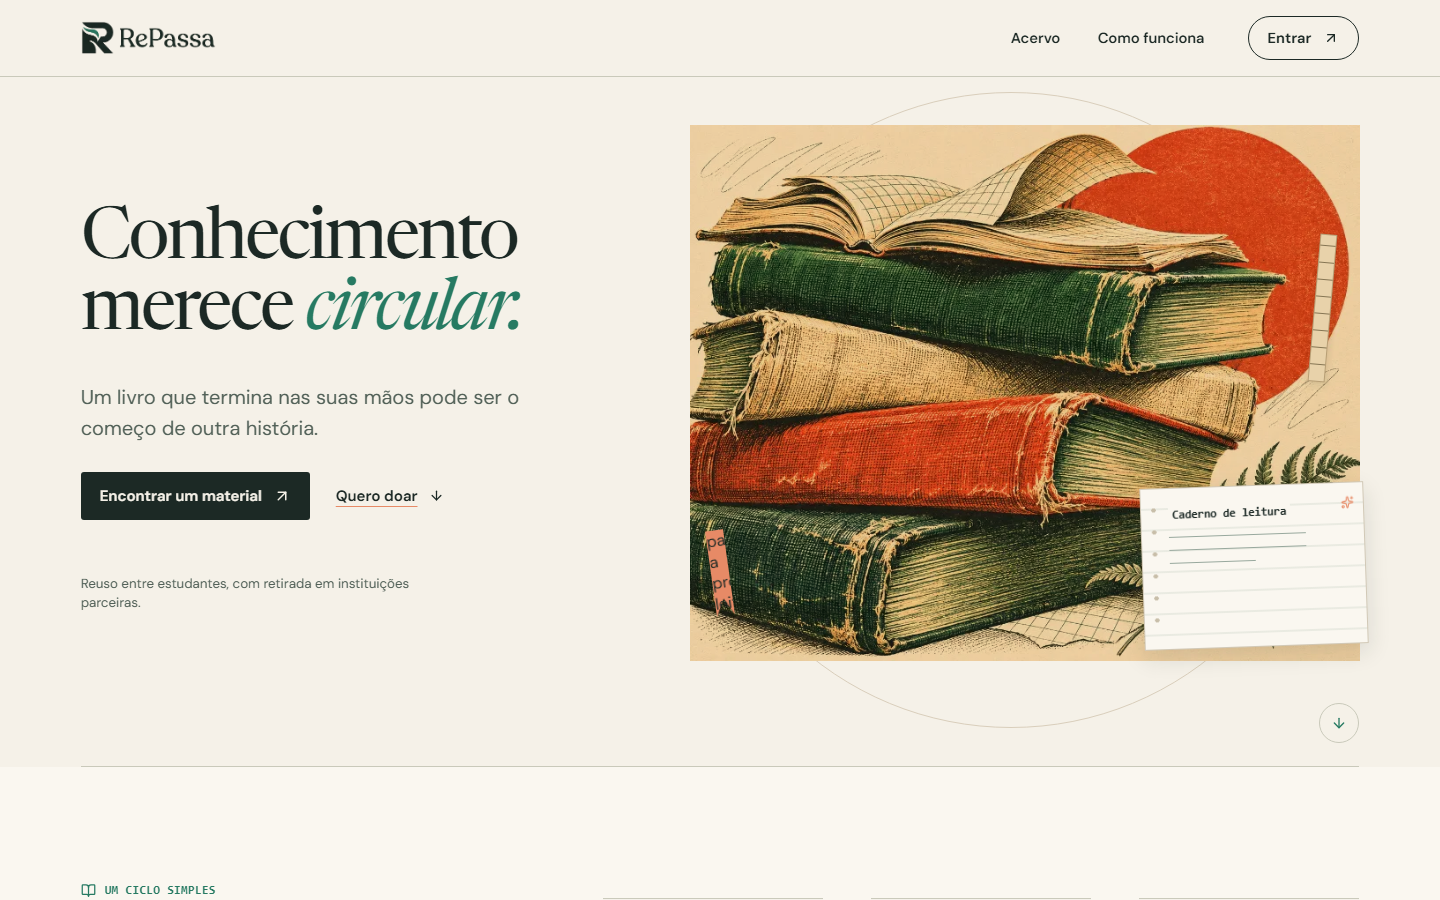 RePassa
Acervo
Como funciona
Entrar
Conhecimento
merece circular.
Um livro que termina nas suas mãos pode ser o
começo de outra história.
Encontrar um material
Quero doar
Reuso entre estudantes, com retirada em instituições
parceiras.
pa
a
Caderno de leitura
UM CICLO SIMPLES